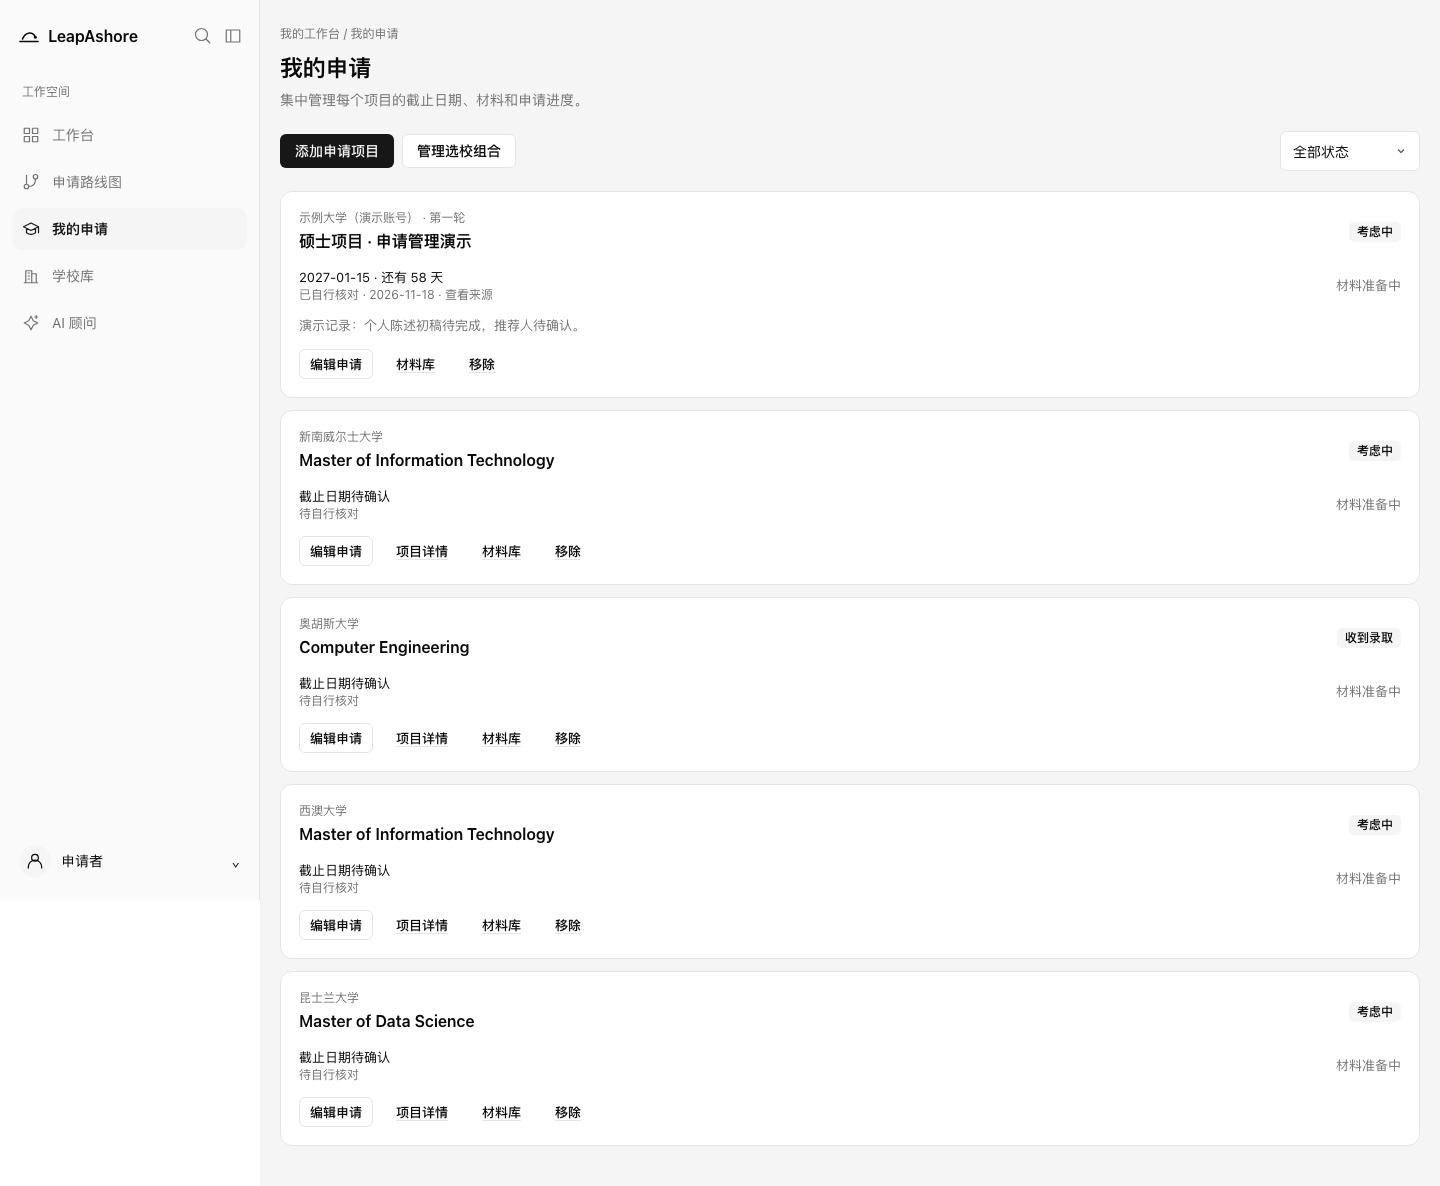 LeapAshore
工作空间
工作台
申请路线图
我的申请
学校库
AI 顾问
申请者
我的工作台 / 我的申请
我的申请
集中管理每个项目的截止日期、材料和申请进度。
添加申请项目
管理选校组合
全部状态
示例大学（演示账号） · 第一轮
硕士项目 · 申请管理演示
考虑中
2027-01-15 · 还有 58 天
已自行核对 · 2026-11-18 · 查看来源
材料准备中
演示记录：个人陈述初稿待完成，推荐人待确认。
编辑申请 材料库 移除
新南威尔士大学
Master of Information Technology
考虑中
截止日期待确认
待自行核对
材料准备中
编辑申请 项目详情 材料库 移除
奥胡斯大学
Computer Engineering
收到录取
截止日期待确认
待自行核对
材料准备中
编辑申请 项目详情 材料库 移除
西澳大学
Master of Information Technology
考虑中
截止日期待确认
待自行核对
材料准备中
编辑申请 项目详情 材料库 移除
昆士兰大学
Master of Data Science
考虑中
截止日期待确认
待自行核对
材料准备中
编辑申请 项目详情 材料库 移除